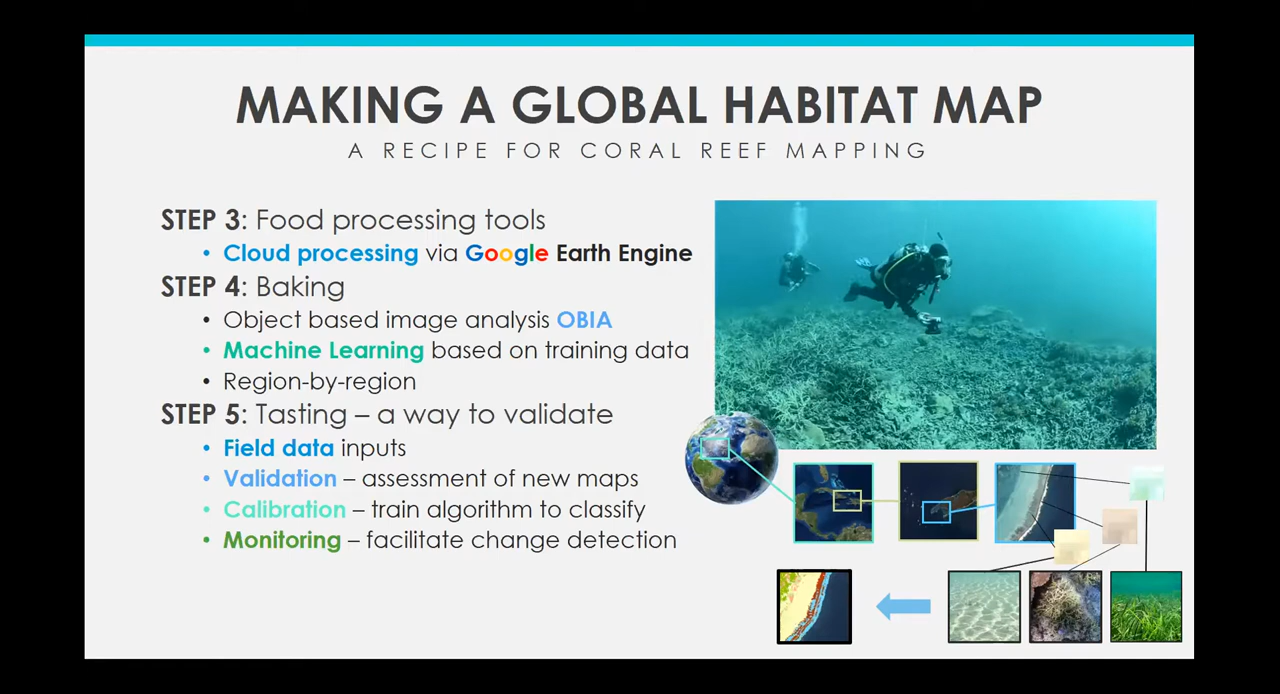 MAKING A GLOBAL HABITAT MAP
A RECIPE FOR CORAL REEF MAPPING
STEP 3: Food processing tools
• Cloud processing via Google Earth Engine
STEP 4: Baking
• Object based image analysis OBIA
• Machine Learning based on training data
• Region-by-region
STEP 5: Tasting – a way to validate
• Field data inputs
• Validation – assessment of new maps
• Calibration – train algorithm to classify
• Monitoring – facilitate change detection